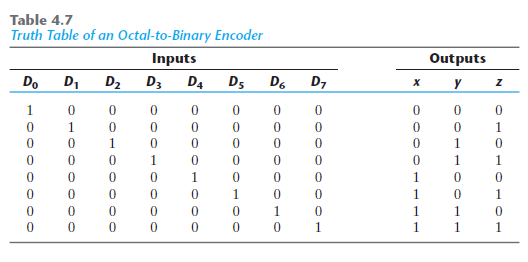 Table 4.7
Truth Table of an Octal-to-Binary Encoder
Inputs Outputs
D₀ D₁ D₂ D₃ D₄ D₅ D₆ D₇ x y z
1 0 0 0 0 0 0 0 0 0 0
0 1 0 0 0 0 0 0 0 0 1
0 0 1 0 0 0 0 0 0 1 0
0 0 0 1 0 0 0 0 0 1 1
0 0 0 0 1 0 0 0 1 0 0
0 0 0 0 0 1 0 0 1 0 1
0 0 0 0 0 0 1 0 1 1 0
0 0 0 0 0 0 0 1 1 1 1